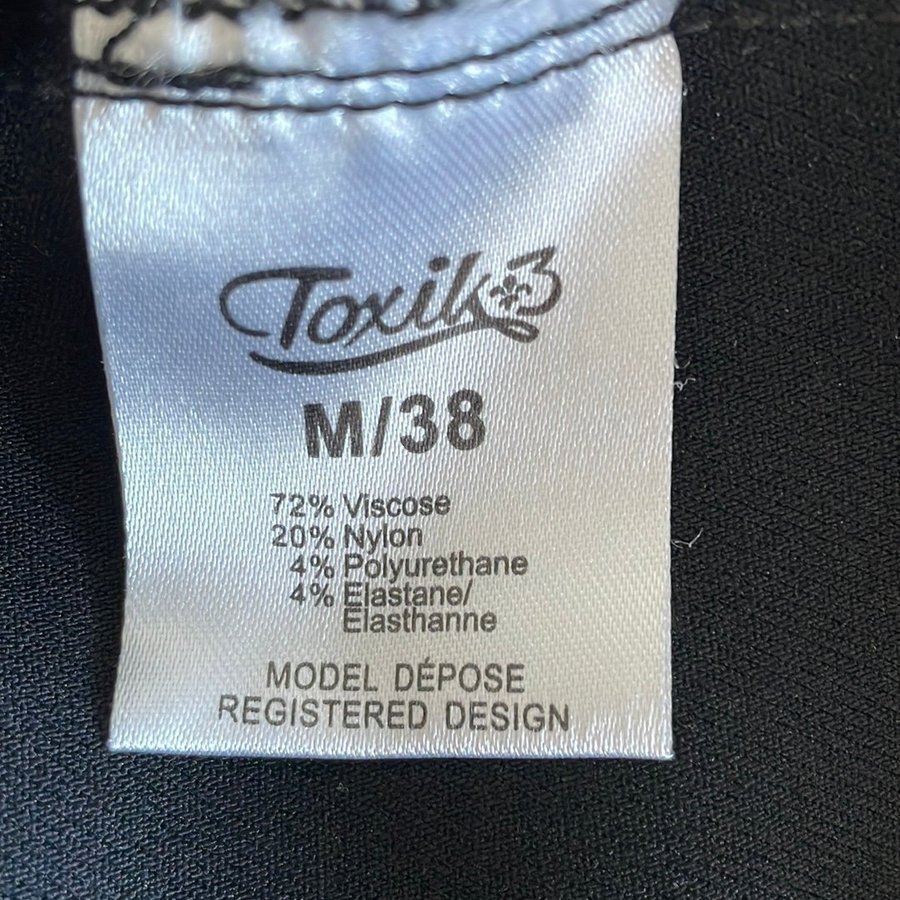 Toxik3
M/38
72% Viscose
20% Nylon
4% Polyurethane
4% Elastane/
Elasthanne
MODEL DÉPOSE
REGISTERED DESIGN